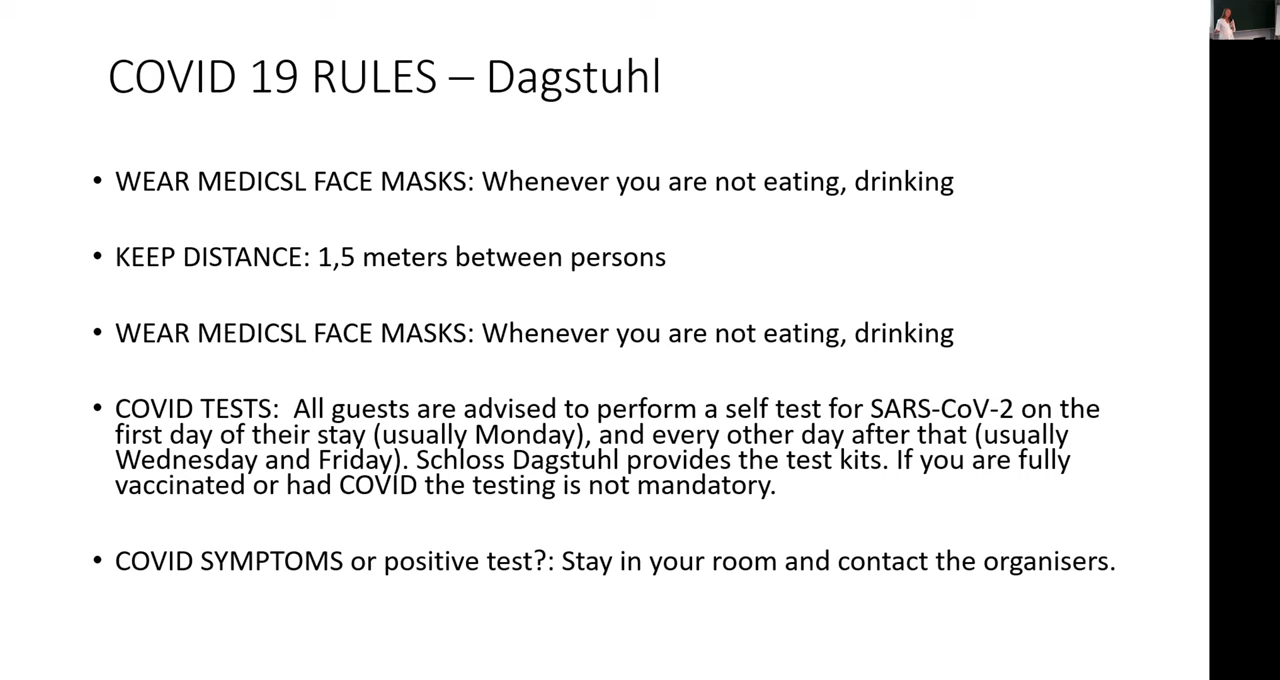 COVID 19 RULES – Dagstuhl
• WEAR MEDICSL FACE MASKS: Whenever you are not eating, drinking
• KEEP DISTANCE: 1,5 meters between persons
• WEAR MEDICSL FACE MASKS: Whenever you are not eating, drinking
• COVID TESTS: All guests are advised to perform a self test for SARS-CoV-2 on the
first day of their stay (usually Monday), and every other day after that (usually
Wednesday and Friday). Schloss Dagstuhl provides the test kits. If you are fully
vaccinated or had COVID the testing is not mandatory.
• COVID SYMPTOMS or positive test?: Stay in your room and contact the organisers.